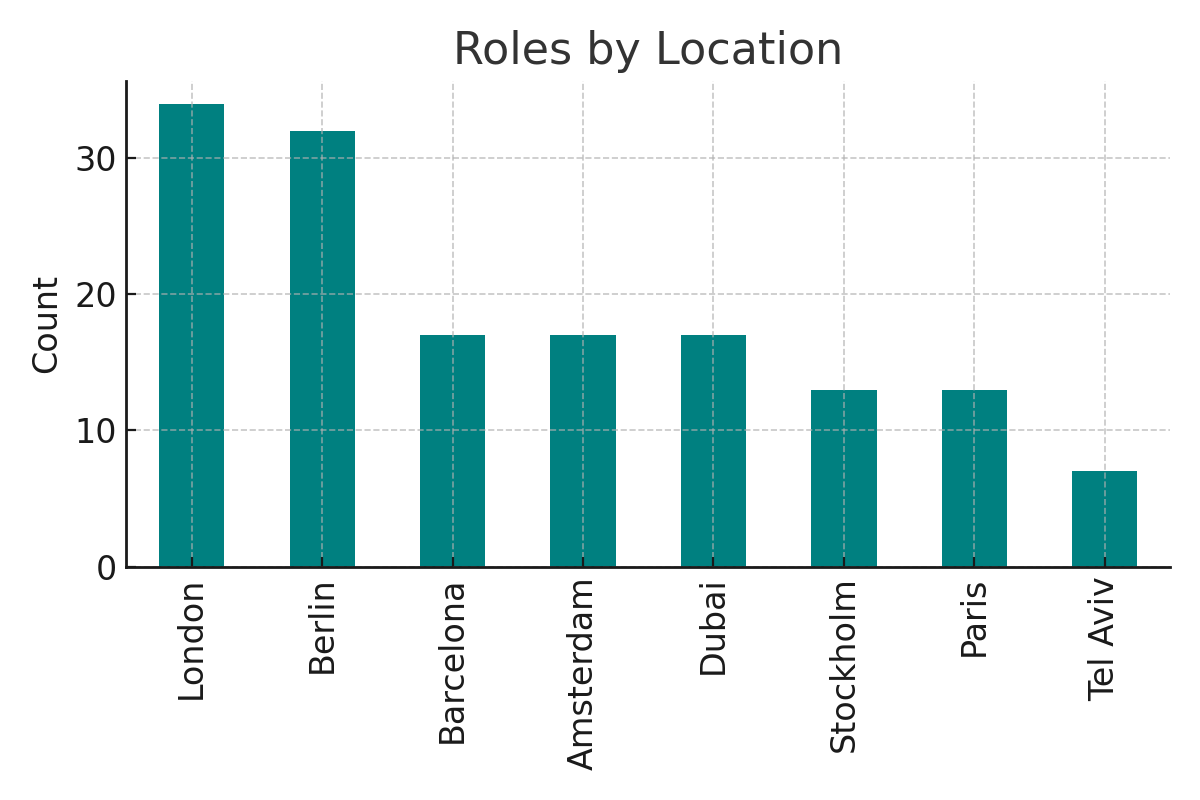 Roles by Location
Count
30
20
10
0
London
Berlin
Barcelona
Amsterdam
Dubai
Stockholm
Paris
Tel Aviv